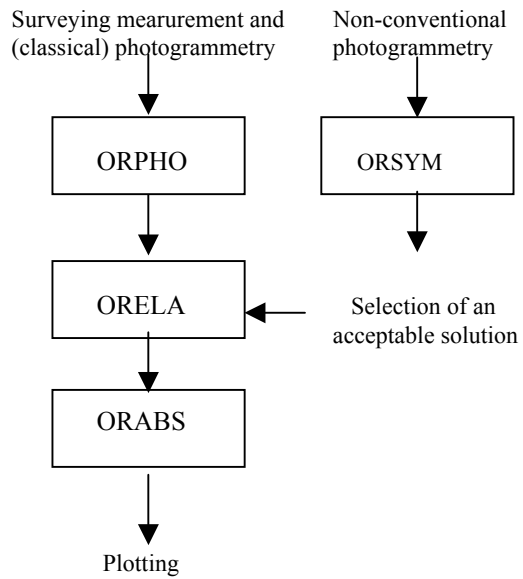 Surveying mearurement and
(classical) photogrammetry
Non-conventional
photogrammetry
ORPHO
ORSYM
ORELA
Selection of an
acceptable solution
ORABS
Plotting